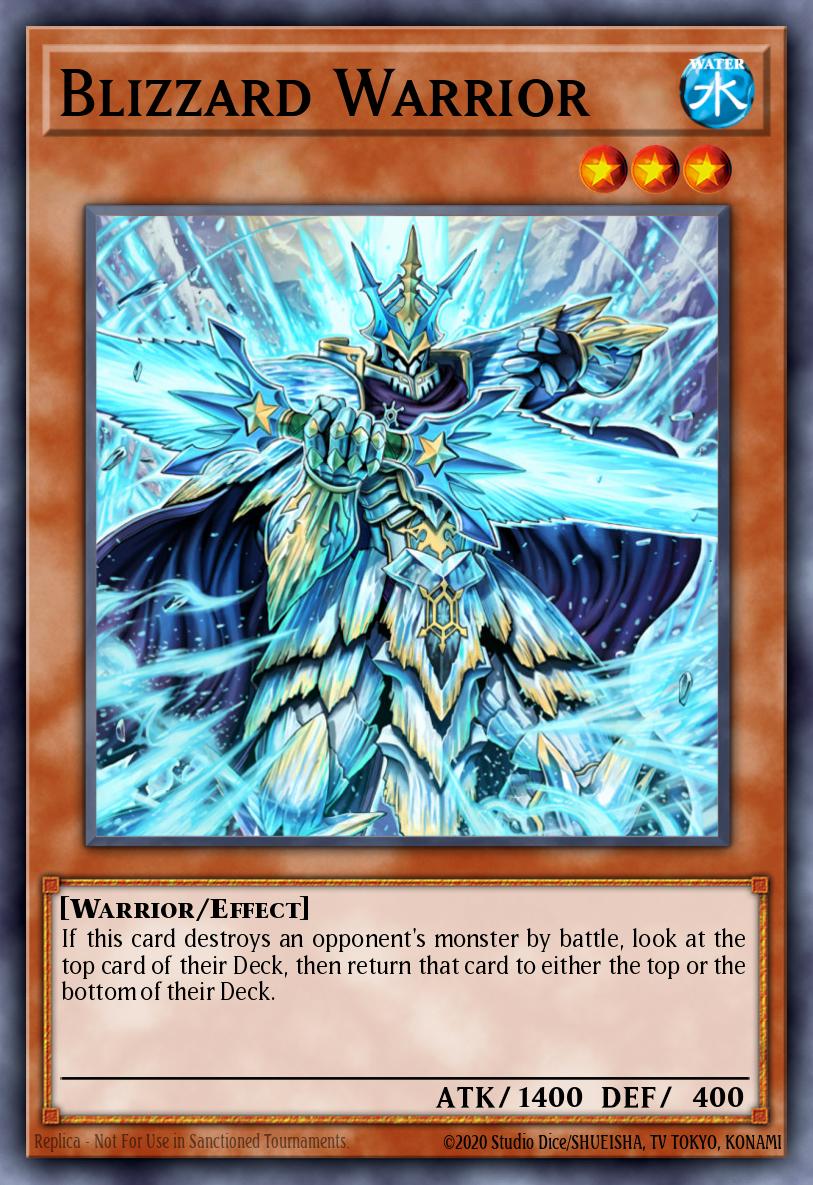 Blizzard Warrior
WATER
水
[Warrior/Effect]
If this card destroys an opponent's monster by battle, look at the
top card of their Deck, then return that card to either the top or the
bottom of their Deck.
ATK/1400 DEF/ 400
Replica - Not For Use in Sanctioned Tournaments.
©2020 Studio Dice/SHUEISHA, TV TOKYO, KONAMI